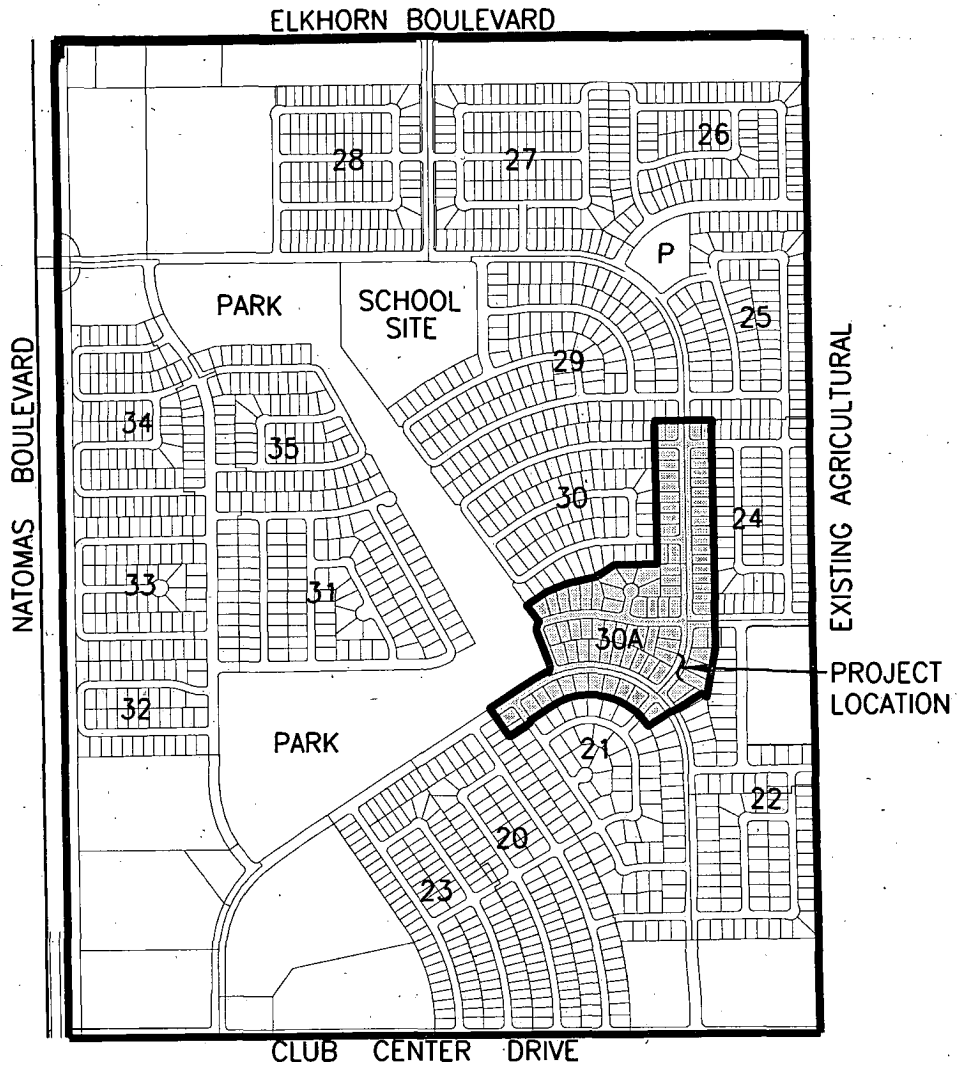 ELKHORN BOULEVARD
28
27
26
P
PARK
SCHOOL
SITE
25
29
34
35
NATOMAS BOULEVARD
EXISTING AGRICULTURAL
30
24
33
31
30A
PROJECT
LOCATION
32
PARK
21
22
20
23
CLUB CENTER DRIVE